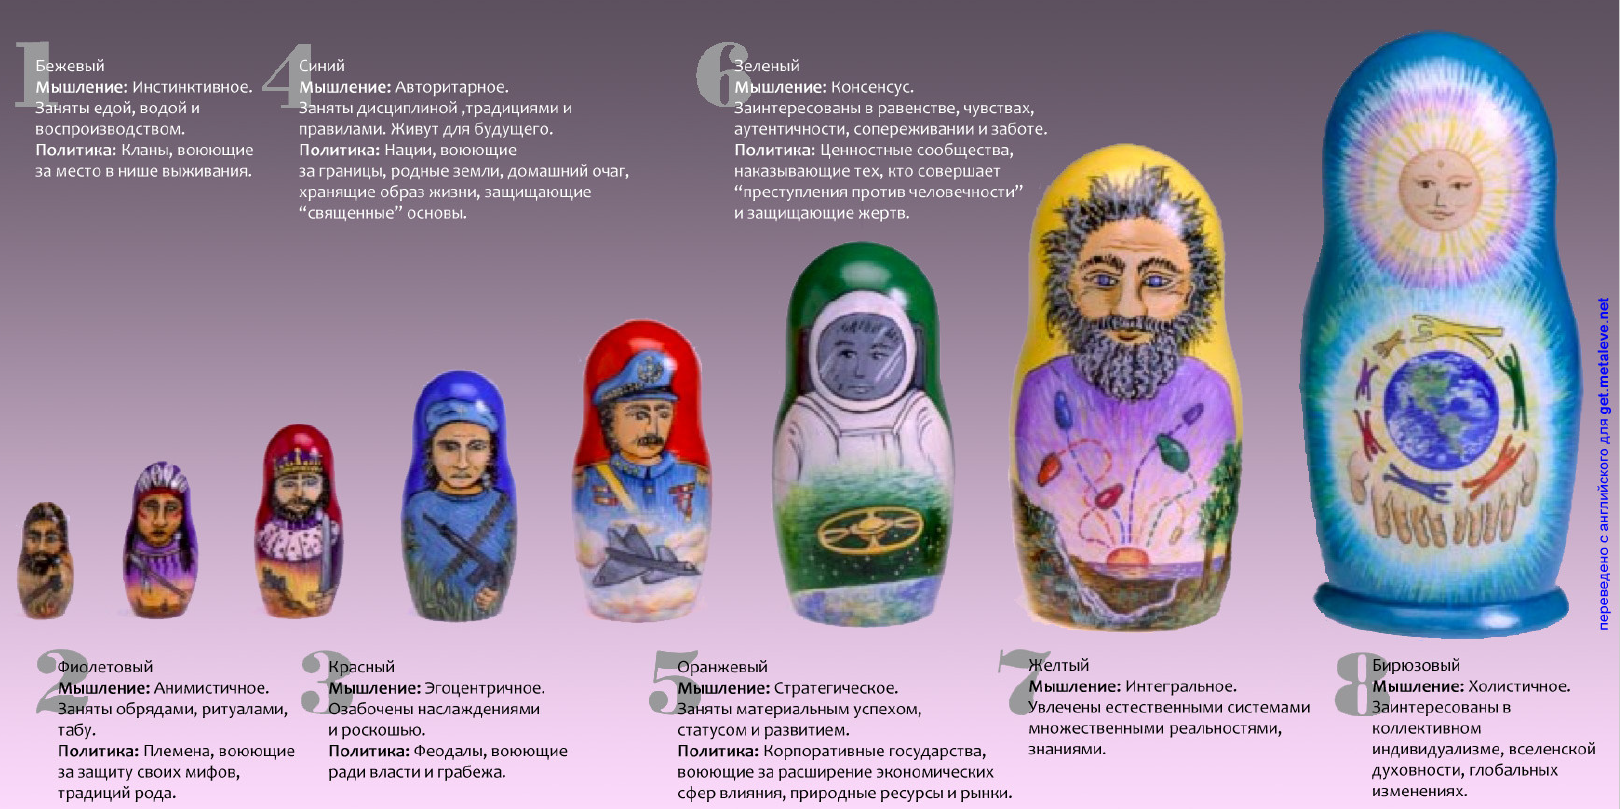 1
Бежевый
Мышление: Инстинктивное.
Заняты едой, водой и
воспроизводством.
Политика: Кланы, воюющие
за место в нише выживания.
4
Синий
Мышление: Авторитарное.
Заняты дисциплиной ,традициями и
правилами. Живут для будущего.
Политика: Нации, воюющие
за границы, родные земли, домашний очаг,
хранящие образ жизни, защищающие
“священные” основы.
6
Зеленый
Мышление: Консенсус.
Заинтересованы в равенстве, чувствах,
аутентичности, сопереживании и заботе.
Политика: Ценностные сообщества,
наказывающие тех, кто совершает
“преступления против человечности”
и защищающие жертв.
переведено с английского для get.metaleve.net
2
Фиолетовый
Мышление: Анимистичное.
Заняты обрядами, ритуалами,
табу.
Политика: Племена, воюющие
за защиту своих мифов,
традиций рода.
3
Красный
Мышление: Эгоцентричное.
Озабочены наслаждениями
и роскошью.
Политика: Феодалы, воюющие
ради власти и грабежа.
5
Оранжевый
Мышление: Стратегическое.
Заняты материальным успехом,
статусом и развитием.
Политика: Корпоративные государства,
воюющие за расширение экономических
сфер влияния, природные ресурсы и рынки.
7
Желтый
Мышление: Интегральное.
Увлечены естественными системами
множественными реальностями,
знаниями.
8
Бирюзовый
Мышление: Холистичное.
Заинтересованы в
коллективном
индивидуализме, вселенской
духовности, глобальных
изменениях.